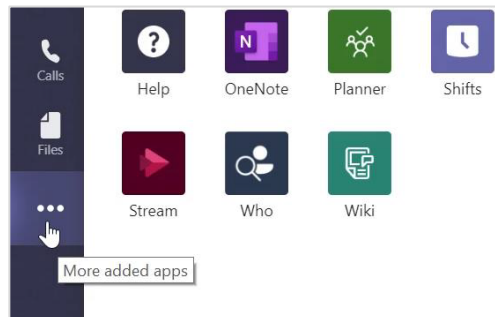 Calls
Files
More added apps
?
N
Help
OneNote
Planner
Shifts
Stream
Who
Wiki